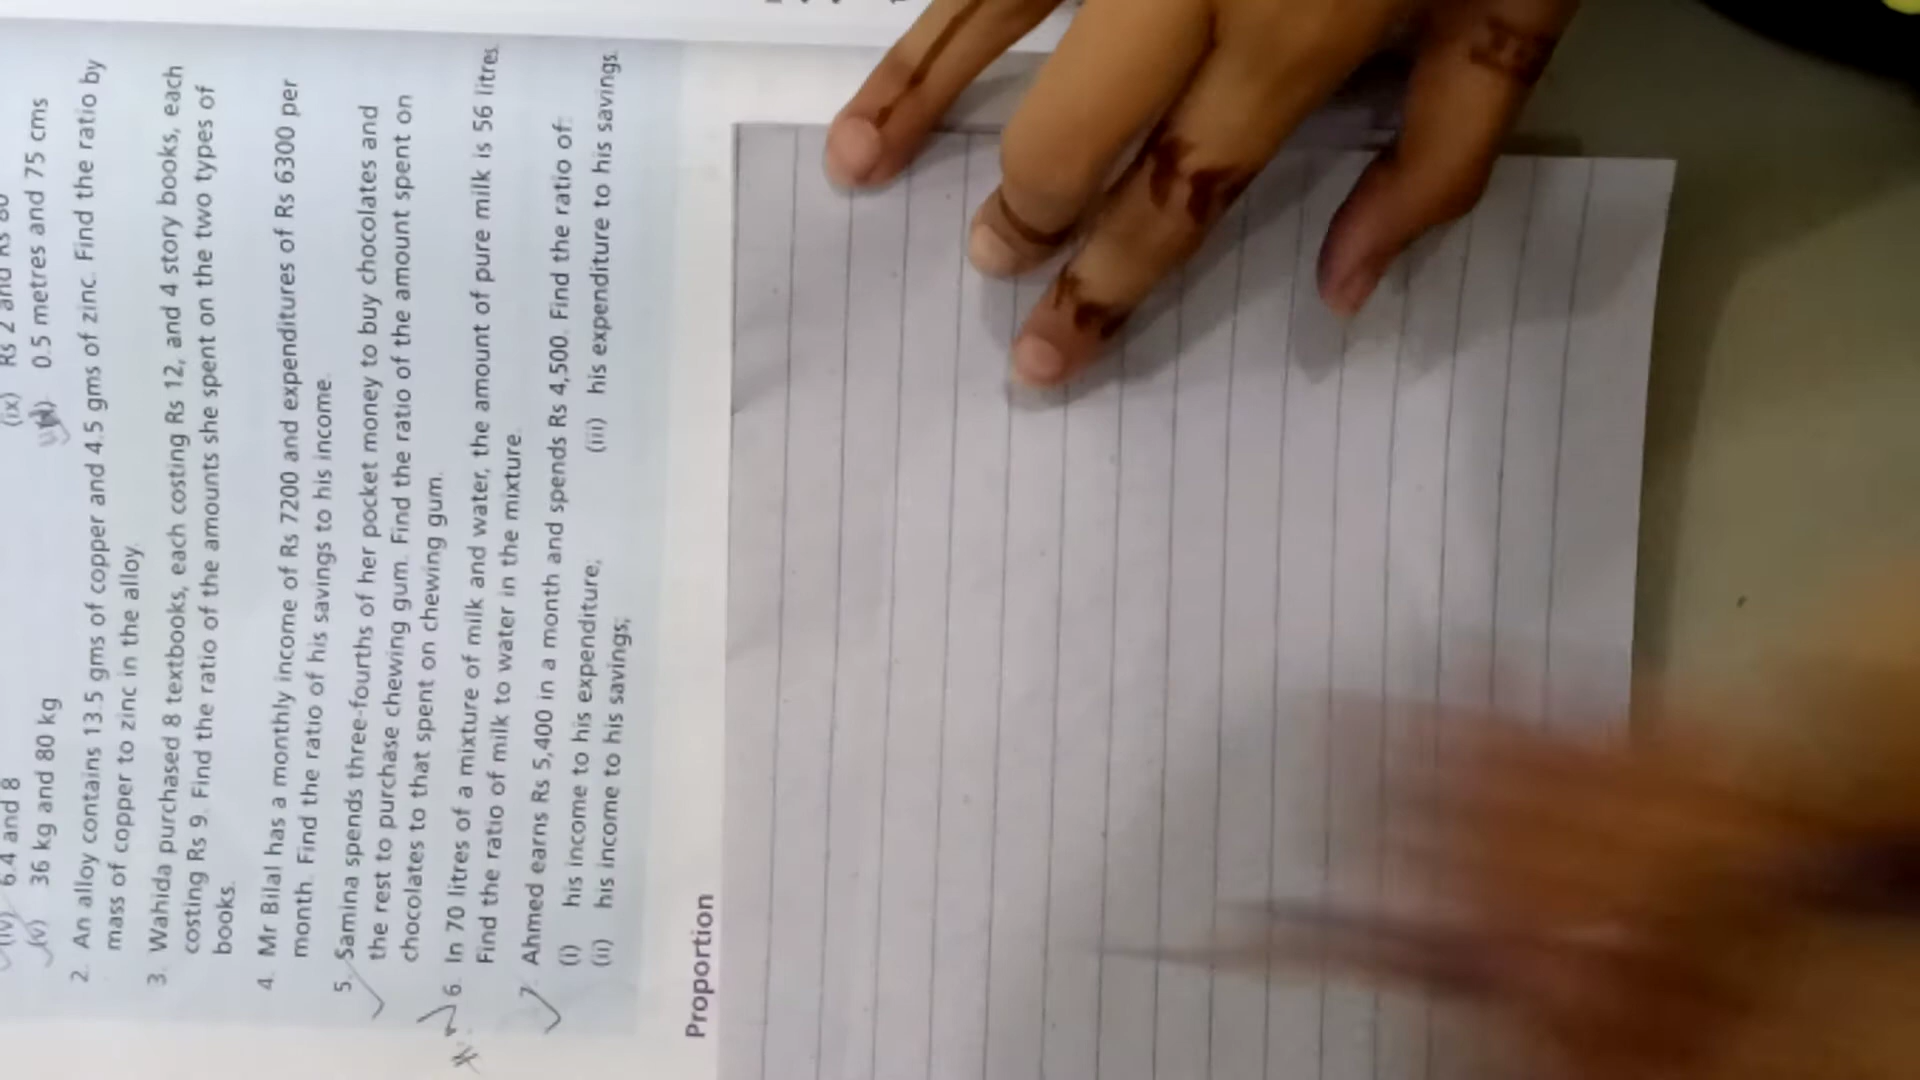 6.4 and 8
(ix) Rs 2 and Rs 80
(v) 36 kg and 80 kg
0.5 metres and 75 cms
2. An alloy contains 13.5 gms of copper and 4.5 gms of zinc. Find the ratio by
mass of copper to zinc in the alloy.
3. Wahida purchased 8 textbooks, each costing Rs 12, and 4 story books, each
costing Rs 9. Find the ratio of the amounts she spent on the two types of
books.
4. Mr Bilal has a monthly income of Rs 7200 and expenditures of Rs 6300 per
month. Find the ratio of his savings to his income.
5. Samina spends three-fourths of her pocket money to buy chocolates and
the rest to purchase chewing gum. Find the ratio of the amount spent on
chocolates to that spent on chewing gum.
6. In 70 litres of a mixture of milk and water, the amount of pure milk is 56 litres.
Find the ratio of milk to water in the mixture.
7. Ahmed earns Rs 5,400 in a month and spends Rs 4,500. Find the ratio of:
(i) his income to his expenditure;
(ii) his income to his savings;
(iii) his expenditure to his savings.
Proportion